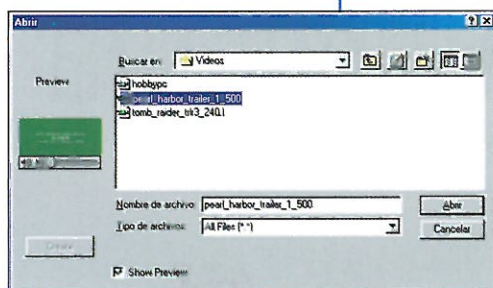 Abrir
Buscar en: Videos
Preview
hobbypc
pearl_harbor_trailer_1_500
tomb_raider_trlr3_240.l
Nombre de archivo: pearl_harbor_trailer_1_500 Abrir
Tipo de archivos: All Files (*.*) Cancelar
Show Preview